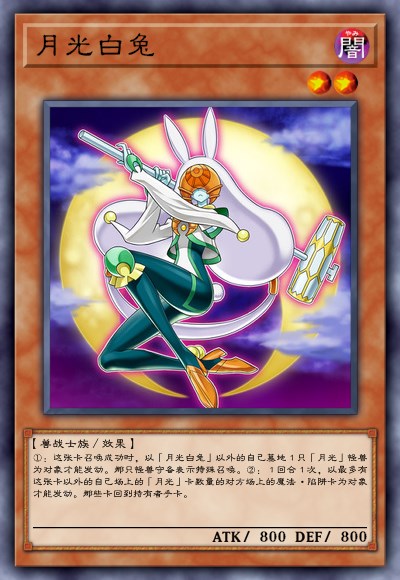 月光白兔
やみ
闇
【兽战士族/效果】
①:这张卡召唤成功时,以「月光白兔」以外的自己墓地1只「月光」怪兽
为对象才能发动。那只怪兽守备表示特殊召唤。②:1回合1次,以最多有
这张卡以外的自己场上的「月光」卡数量的对方场上的魔法·陷阱卡为对
象才能发动。那些卡回到持有者手卡。
ATK/ 800 DEF/ 800